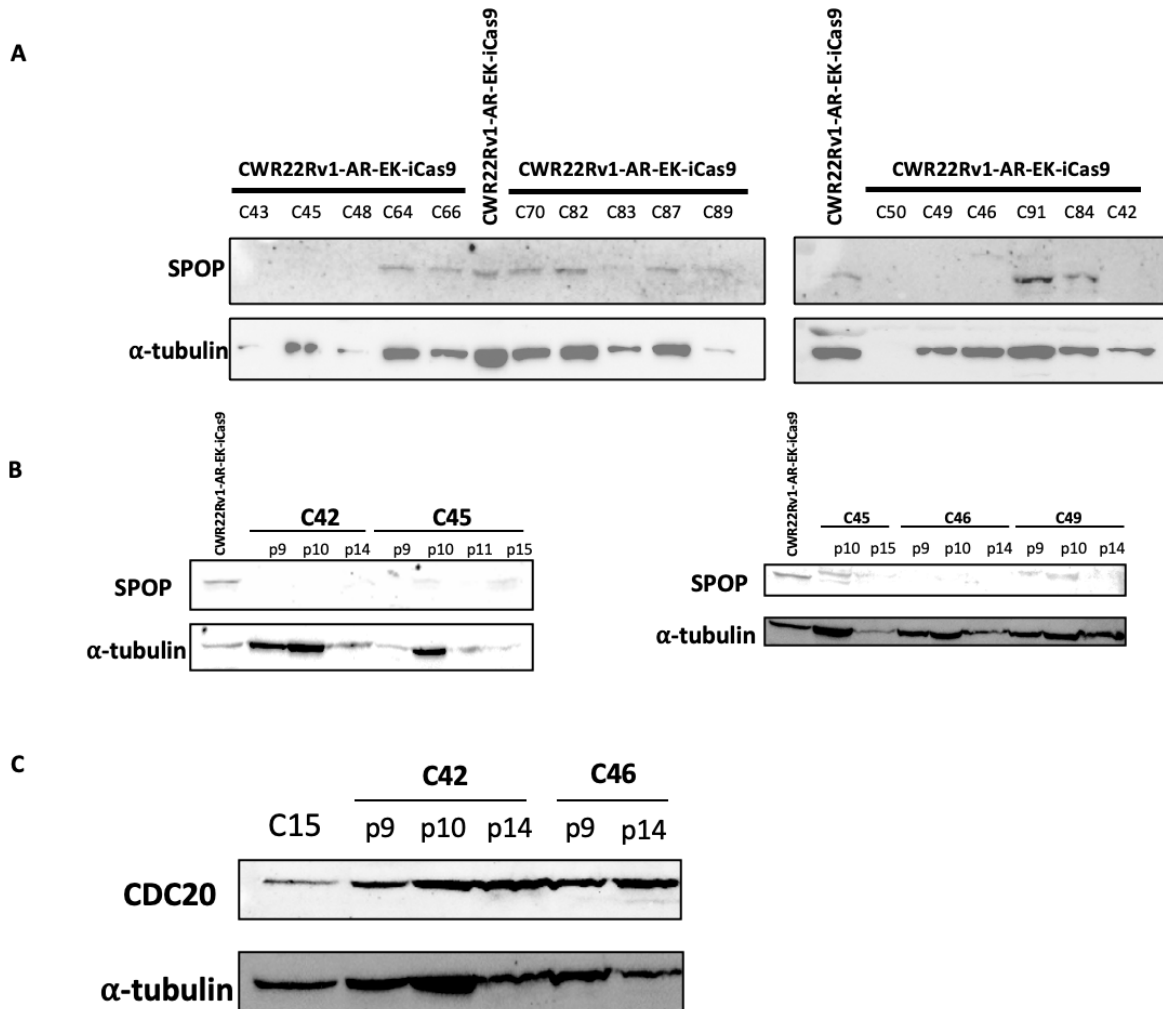 A
CWR22Rv1-AR-EK-iCas9
CWR22Rv1-AR-EK-iCas9
CWR22Rv1-AR-EK-iCas9
CWR22Rv1-AR-EK-iCas9
CWR22Rv1-AR-EK-iCas9
C43 C45 C48 C64 C66 C70 C82 C83 C87 C89 C50 C49 C46 C91 C84 C42
SPOP
α-tubulin
B
CWR22Rv1-AR-EK-iCas9
C42 C45
p9 p10 p14 p9 p10 p11 p15
SPOP
α-tubulin
CWR22Rv1-AR-EK-iCas9
C45 C46 C49
p10 p15 p9 p10 p14 p9 p10 p14
SPOP
α-tubulin
C
C42 C46
C15 p9 p10 p14 p9 p14
CDC20
α-tubulin